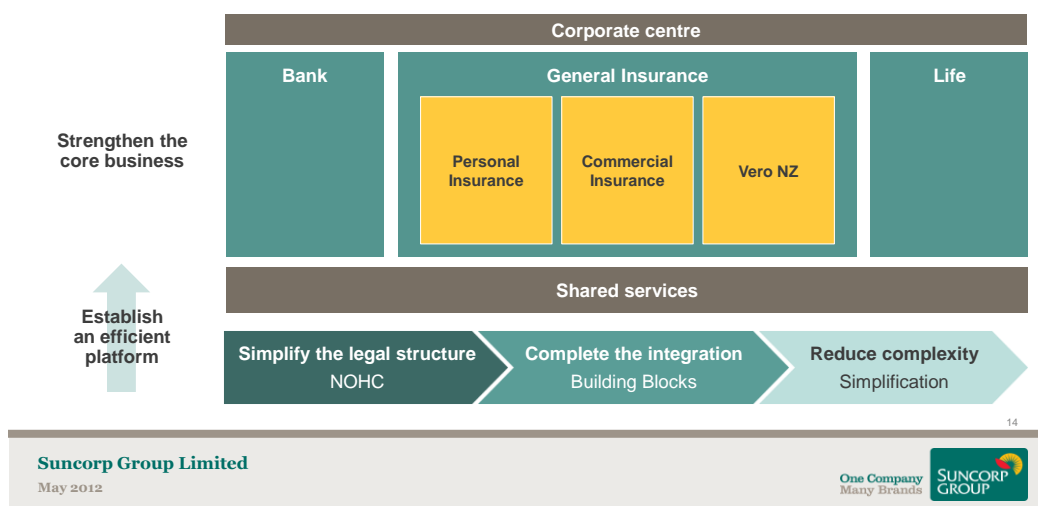 Corporate centre
Bank
General Insurance
Life
Strengthen the
core business
Personal
Insurance
Commercial
Insurance
Vero NZ
Shared services
Establish
an efficient
platform
Simplify the legal structure
NOHC
Complete the integration
Building Blocks
Reduce complexity
Simplification
14
Suncorp Group Limited
May 2012
One Company
Many Brands
SUNCORP
GROUP